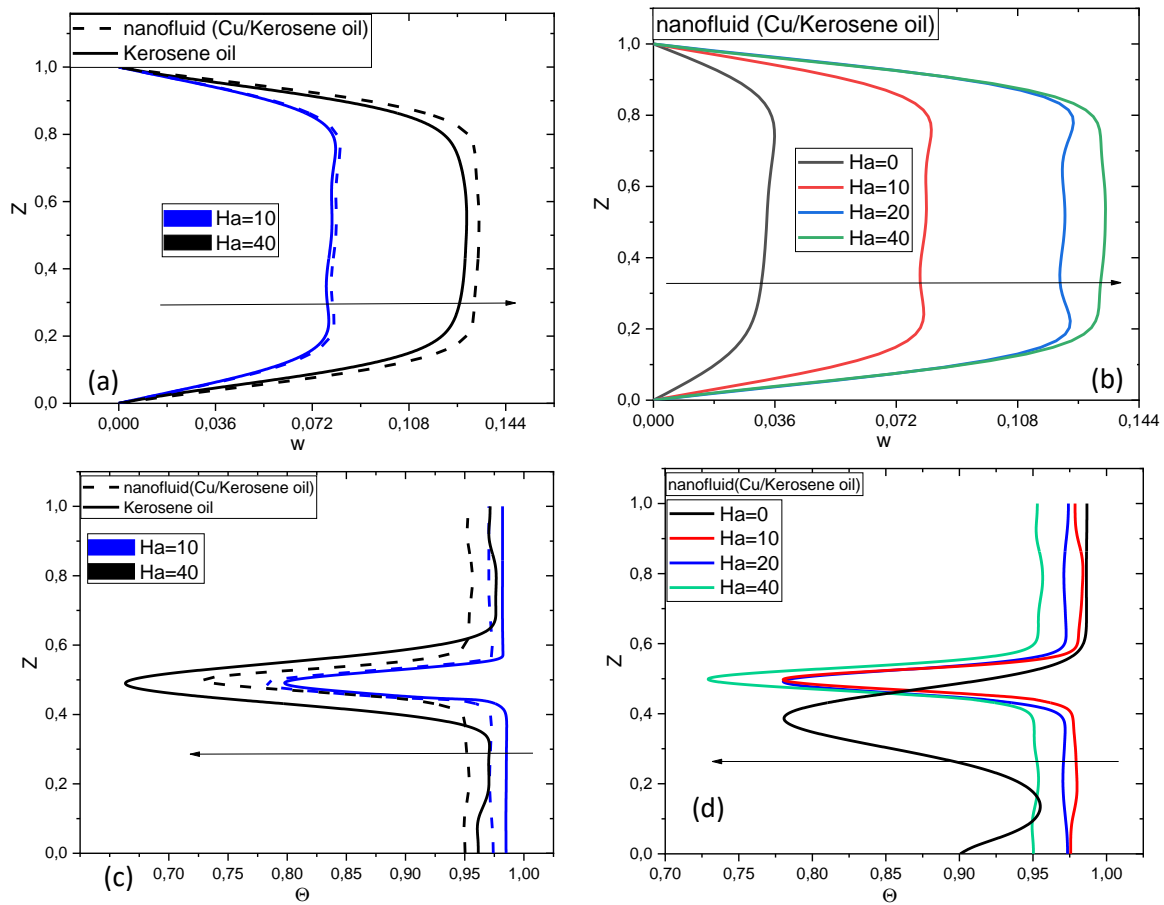 nanofluid (Cu/Kerosene oil)
Kerosene oil
1,0
0,8
0,6
0,4
0,2
0,0
Z
Ha=10
Ha=40
(a)
0,000 0,036 0,072 0,108 0,144
w
nanofluid (Cu/Kerosene oil)
1,0
0,8
0,6
0,4
0,2
0,0
Z
Ha=0
Ha=10
Ha=20
Ha=40
(b)
0,000 0,036 0,072 0,108 0,144
w
nanofluid(Cu/Kerosene oil)
Kerosene oil
Ha=10
Ha=40
1,0
0,8
0,6
0,4
0,2
0,0
Z
(c)
0,70 0,75 0,80 0,85 0,90 0,95 1,00
Θ
nanofluid(Cu/Kerosene oil)
Ha=0
Ha=10
Ha=20
Ha=40
1,0
0,8
0,6
0,4
0,2
0,0
Z
(d)
0,70 0,75 0,80 0,85 0,90 0,95 1,00
Θ